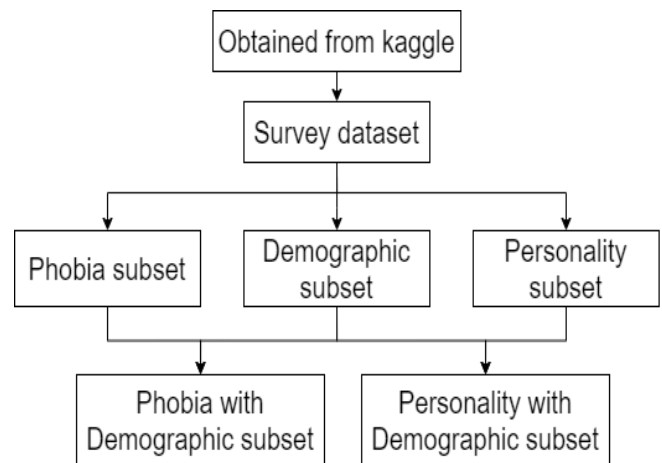 Obtained from kaggle
Survey dataset
Phobia subset
Demographic
subset
Personality
subset
Phobia with
Demographic subset
Personality with
Demographic subset